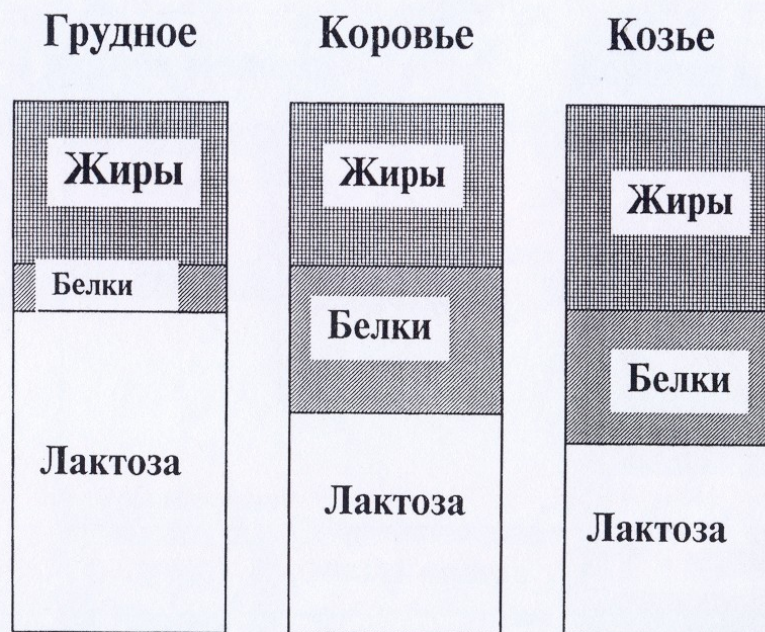 Грудное Коровье Козье
Жиры Жиры Жиры
Белки Белки Белки
Лактоза Лактоза Лактоза